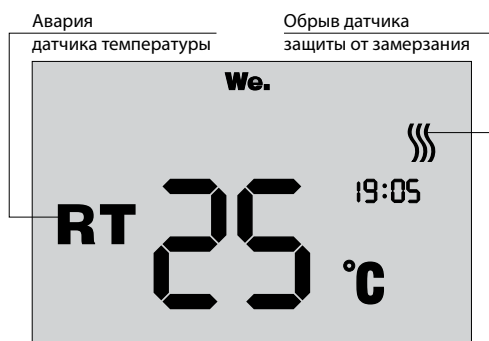 Авария
датчика температуры
Обрыв датчика
защиты от замерзания
We.
19:05
RT 25 °C